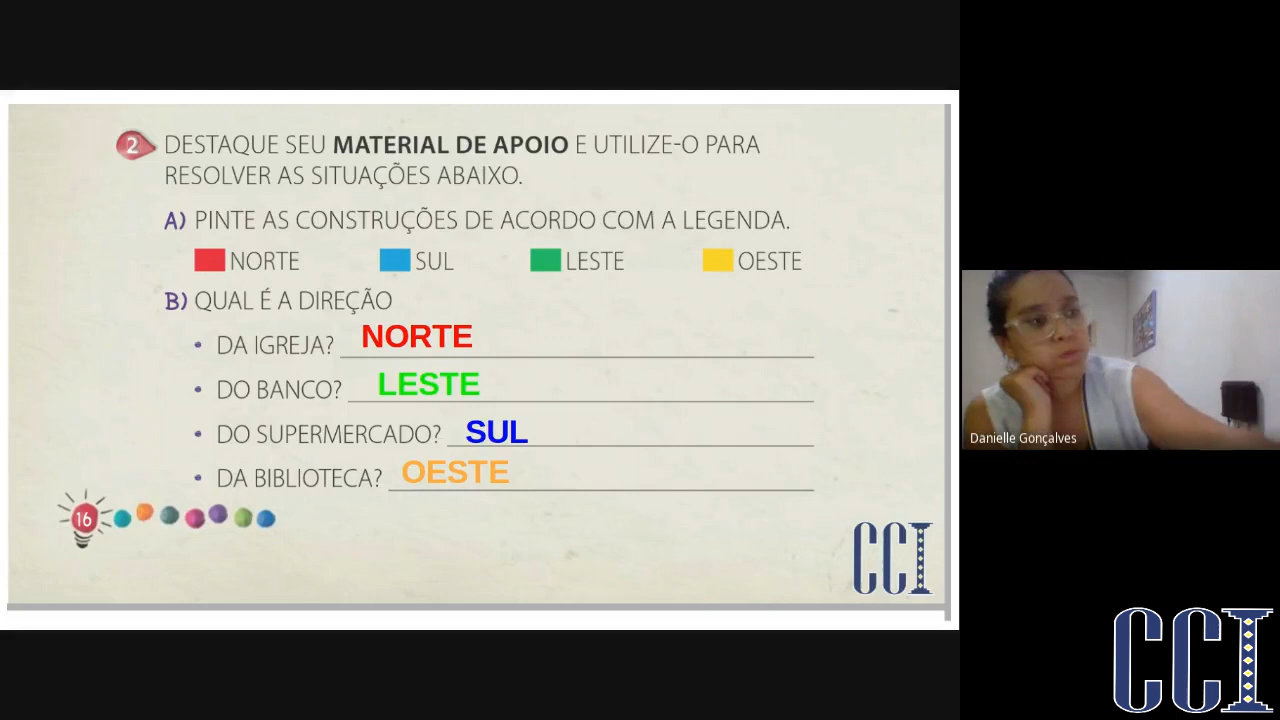 2 DESTAQUE SEU MATERIAL DE APOIO E UTILIZE-O PARA
RESOLVER AS SITUAÇÕES ABAIXO.
A) PINTE AS CONSTRUÇÕES DE ACORDO COM A LEGENDA.
NORTE SUL LESTE OESTE
B) QUAL É A DIREÇÃO
• DA IGREJA? NORTE
• DO BANCO? LESTE
• DO SUPERMERCADO? SUL
• DA BIBLIOTECA? OESTE
16
CCI
Danielle Gonçalves
CCI